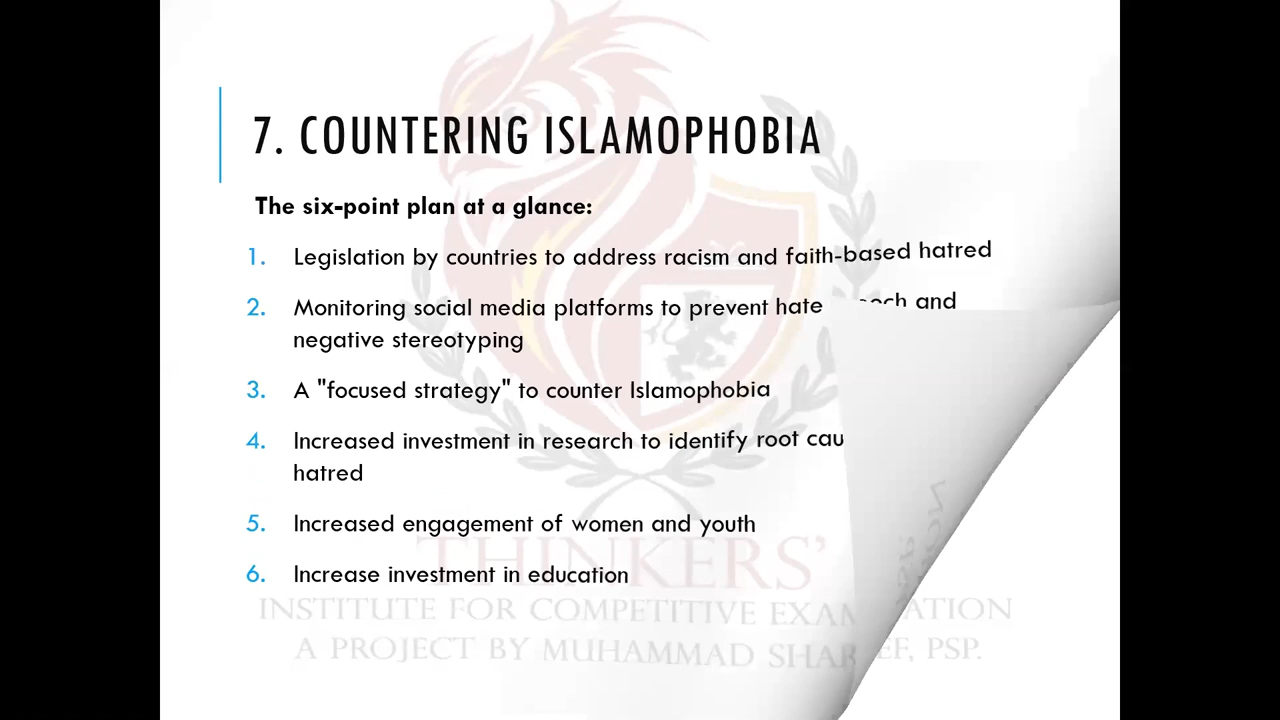 7. COUNTERING ISLAMOPHOBIA
The six-point plan at a glance:
1. Legislation by countries to address racism and faith-based hatred
2. Monitoring social media platforms to prevent hate and
negative stereotyping
3. A "focused strategy" to counter Islamophobia
4. Increased investment in research to identify root
hatred
5. Increased engagement of women and youth
6. Increase investment in education
THINKERS’
INSTITUTE FOR COMPETITIVE
A PROJECT BY MUHAMMAD PSP.